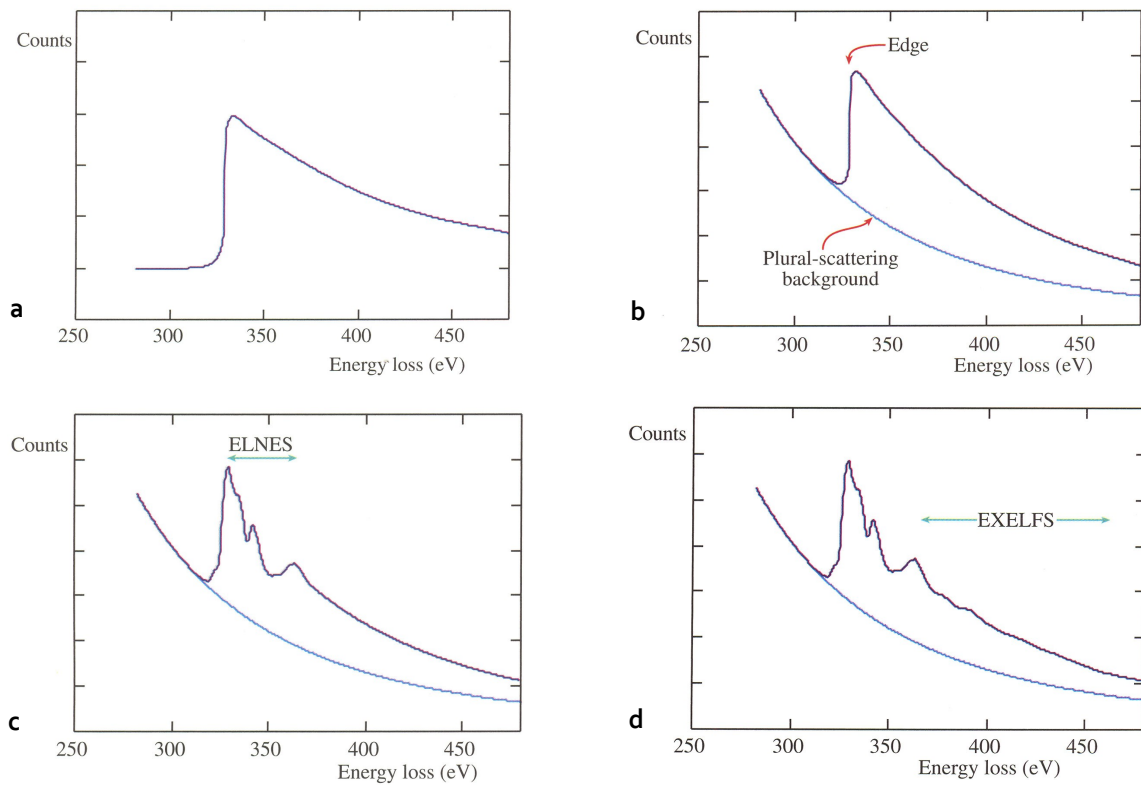 Counts
250 300 350 400 450
Energy loss (eV)
a
Counts
Edge
Plural-scattering
background
250 300 350 400 450
Energy loss (eV)
b
Counts
ELNES
250 300 350 400 450
Energy loss (eV)
c
Counts
EXELFS
250 300 350 400 450
Energy loss (eV)
d